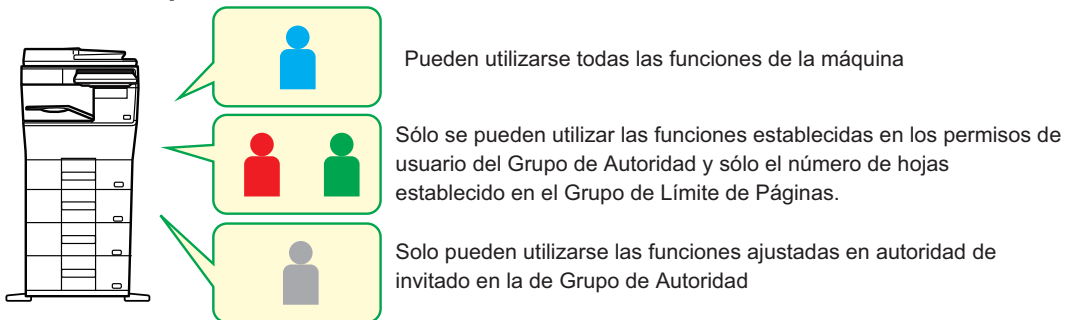 Pueden utilizarse todas las funciones de la máquina
Sólo se pueden utilizar las funciones establecidas en los permisos de
usuario del Grupo de Autoridad y sólo el número de hojas
establecido en el Grupo de Límite de Páginas.
Solo pueden utilizarse las funciones ajustadas en autoridad de
invitado en la de Grupo de Autoridad